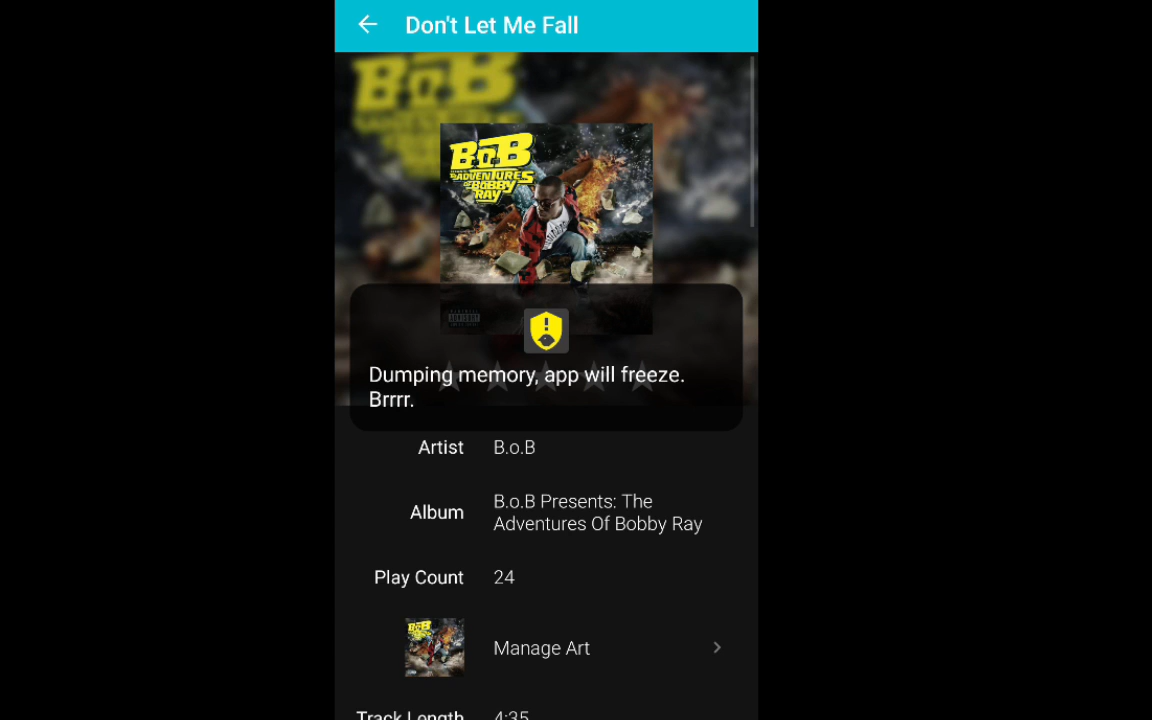 Don't Let Me Fall
B.o.B
B.o.B
ADVENTURES
OF BOBBY
RAY
ADVISORY
Dumping memory, app will freeze.
Brrrr.
Artist B.o.B
Album B.o.B Presents: The
Adventures Of Bobby Ray
Play Count 24
B.o.B
Manage Art
Track Length 4:35